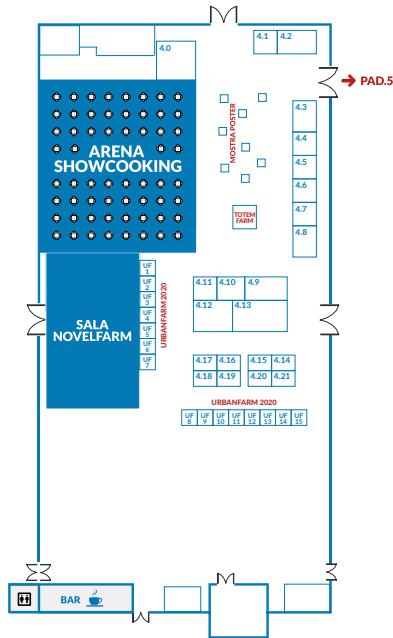 4.1 4.2
4.0
PAD.5
4.3
MOSTRA POSTER
4.4
ARENA
SHOWCOOKING
4.5
4.6
4.7
TOTEM
FARM
4.8
UF
1
UF
2
UF
3
UF
4
UF
5
UF
6
UF
7
URBANFARM 2020
4.11 4.10 4.9
4.12 4.13
SALA
NOVELFARM
4.17 4.16 4.15 4.14
4.18 4.19 4.20 4.21
URBANFARM 2020
UF UF UF UF UF UF UF UF
8 9 10 11 12 13 14 15
BAR